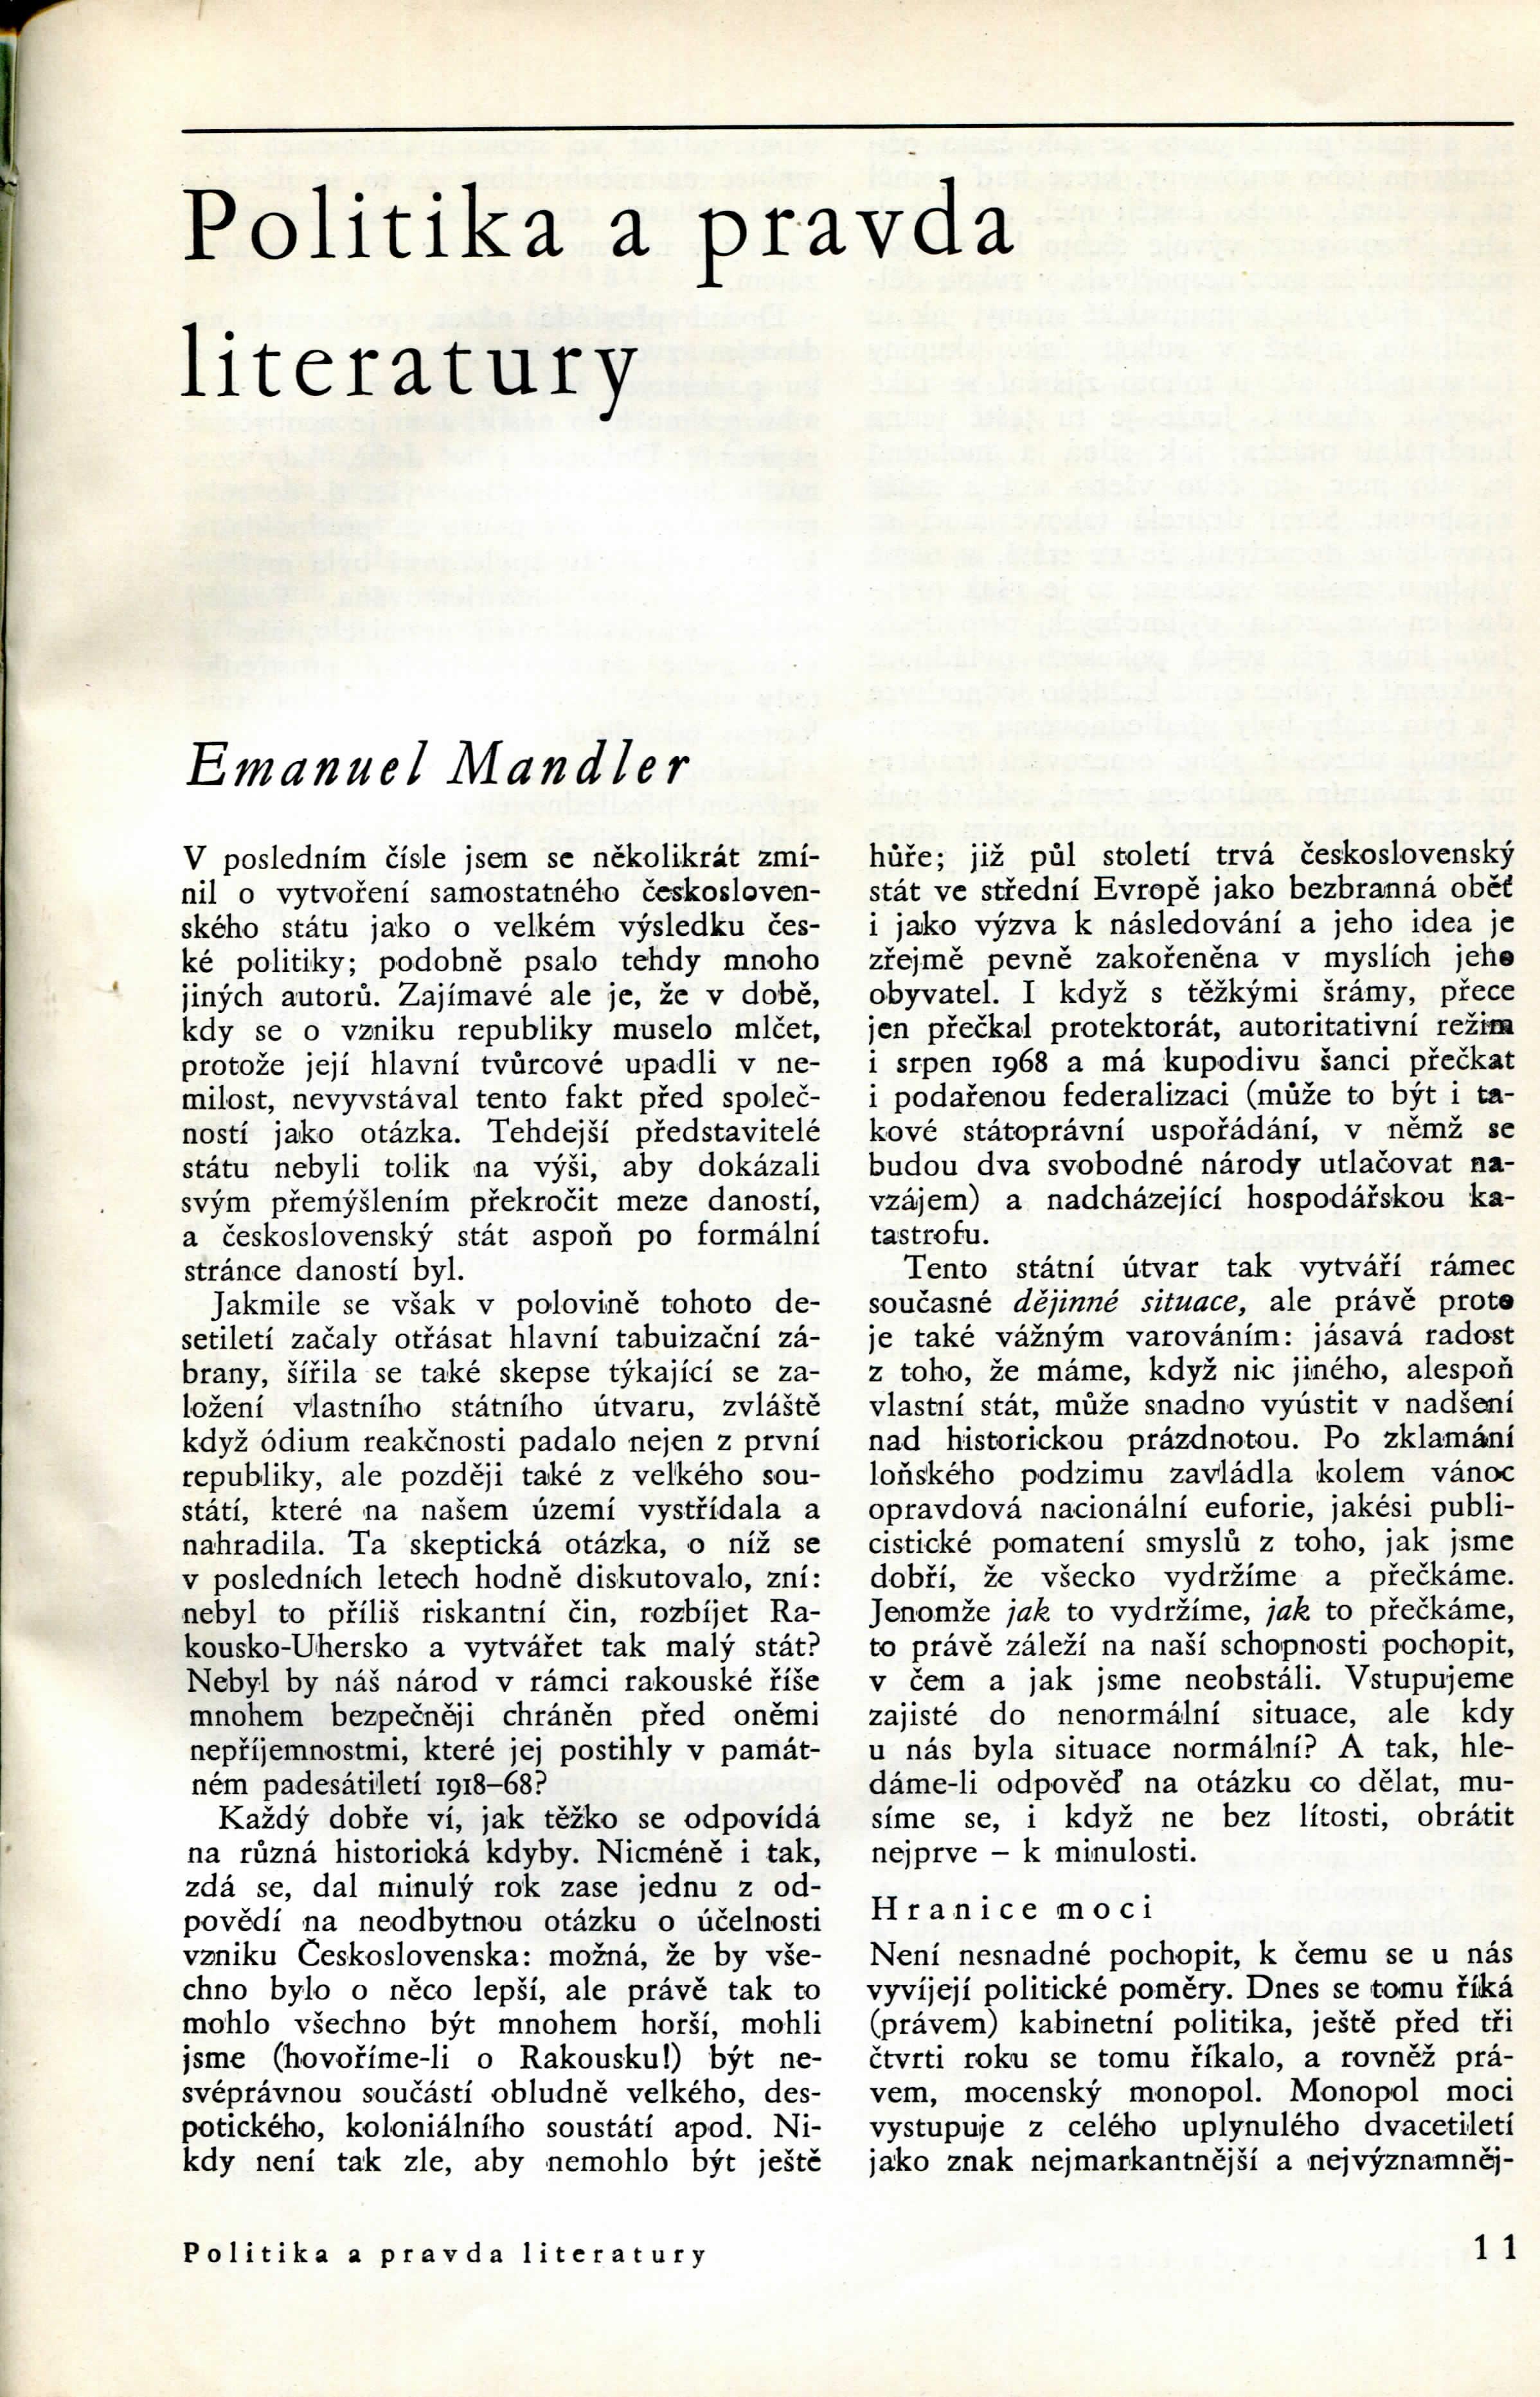 Politika a pravda
literatury
Emanuel Mandler
V posledním čísle jsem se několikrát zmí-
nil o vytvoření samostatného českosloven-
ského státu jako o velkém výsledku čes-
ké politiky; podobně psalo tehdy mnoho
jiných autorů. Zajímavé ale je, že v době,
kdy se o vzniku republiky muselo mlčet,
protože její hlavní tvůrcové upadli v ne-
milost, nevyvstával tento fakt před společ-
ností jako otázka. Tehdejší představitelé
státu nebyli tolik na výši, aby dokázali
svým přemýšlením překročit meze daností,
a československý stát aspoň po formální
stránce daností byl.
Jakmile se však v polovině tohoto de-
setiletí začaly otřásat hlavní tabuizační zá-
brany, šířila se také skepse týkající se za-
ložení vlastního státního útvaru, zvláště
když ódium reakčnosti padalo nejen z první
republiky, ale později také z velkého sou-
státí, které na našem území vystřídala a
nahradila. Ta skeptická otázka, o níž se
v posledních letech hodně diskutovalo, zní:
nebyl to příliš riskantní čin, rozbíjet Ra-
kousko-Uhersko a vytvářet tak malý stát?
Nebyl by náš národ v rámci rakouské říše
mnohem bezpečněji chráněn před oněmi
nepříjemnostmi, které jej postihly v památ-
ném padesátiletí 1918–68?
Každý dobře ví, jak těžko se odpovídá
na různá historická kdyby. Nicméně i tak,
zdá se, dal minulý rok zase jednu z od-
povědí na neodbytnou otázku o účelnosti
vzniku Československa: možná, že by vše-
chno bylo o něco lepší, ale právě tak to
mohlo všechno být mnohem horší, mohli
jsme (hovoříme-li o Rakousku!) být ne-
svéprávnou součástí obludně velkého, des-
potického, koloniálního soustátí apod. Ni-
kdy není tak zle, aby nemohlo být ještě
hůře; již půl století trvá československý
stát ve střední Evropě jako bezbranná oběť
i jako výzva k následování a jeho idea je
zřejmě pevně zakořeněna v myslích jeho
obyvatel. I když s těžkými šrámy, přece
jen přečkal protektorát, autoritativní režim
i srpen 1968 a má kupodivu šanci přečkat
i podařenou federalizaci (může to být i ta-
kové státoprávní uspořádání, v němž se
budou dva svobodné národy utlačovat na-
vzájem) a nadcházející hospodářskou ka-
tastrofu.
Tento státní útvar tak vytváří rámec
současné dějinné situace, ale právě proto
je také vážným varováním: jásavá radost
z toho, že máme, když nic jiného, alespoň
vlastní stát, může snadno vyústit v nadšení
nad historickou prázdnotou. Po zklamání
loňského podzimu zavládla kolem vánoc
opravdová nacionální euforie, jakési publi-
cistické pomatení smyslů z toho, jak jsme
dobří, že všecko vydržíme a přečkáme.
Jenomže jak to vydržíme, jak to přečkáme,
to právě záleží na naší schopnosti pochopit,
v čem a jak jsme neobstáli. Vstupujeme
zajisté do nenormální situace, ale kdy
u nás byla situace normální? A tak, hle-
dáme-li odpověď na otázku co dělat, mu-
síme se, i když ne bez lítosti, obrátit
nejprve – k minulosti.
Hranice moci
Není nesnadné pochopit, k čemu se u nás
vyvíjejí politické poměry. Dnes se tomu říká
(právem) kabinetní politika, ještě před tři
čtvrti roku se tomu říkalo, a rovněž prá-
vem, mocenský monopol. Monopol moci
vystupuje z celého uplynulého dvacetiletí
jako znak nejmarkantnější a nejvýznamněj-
Politika a pravda literatury
11